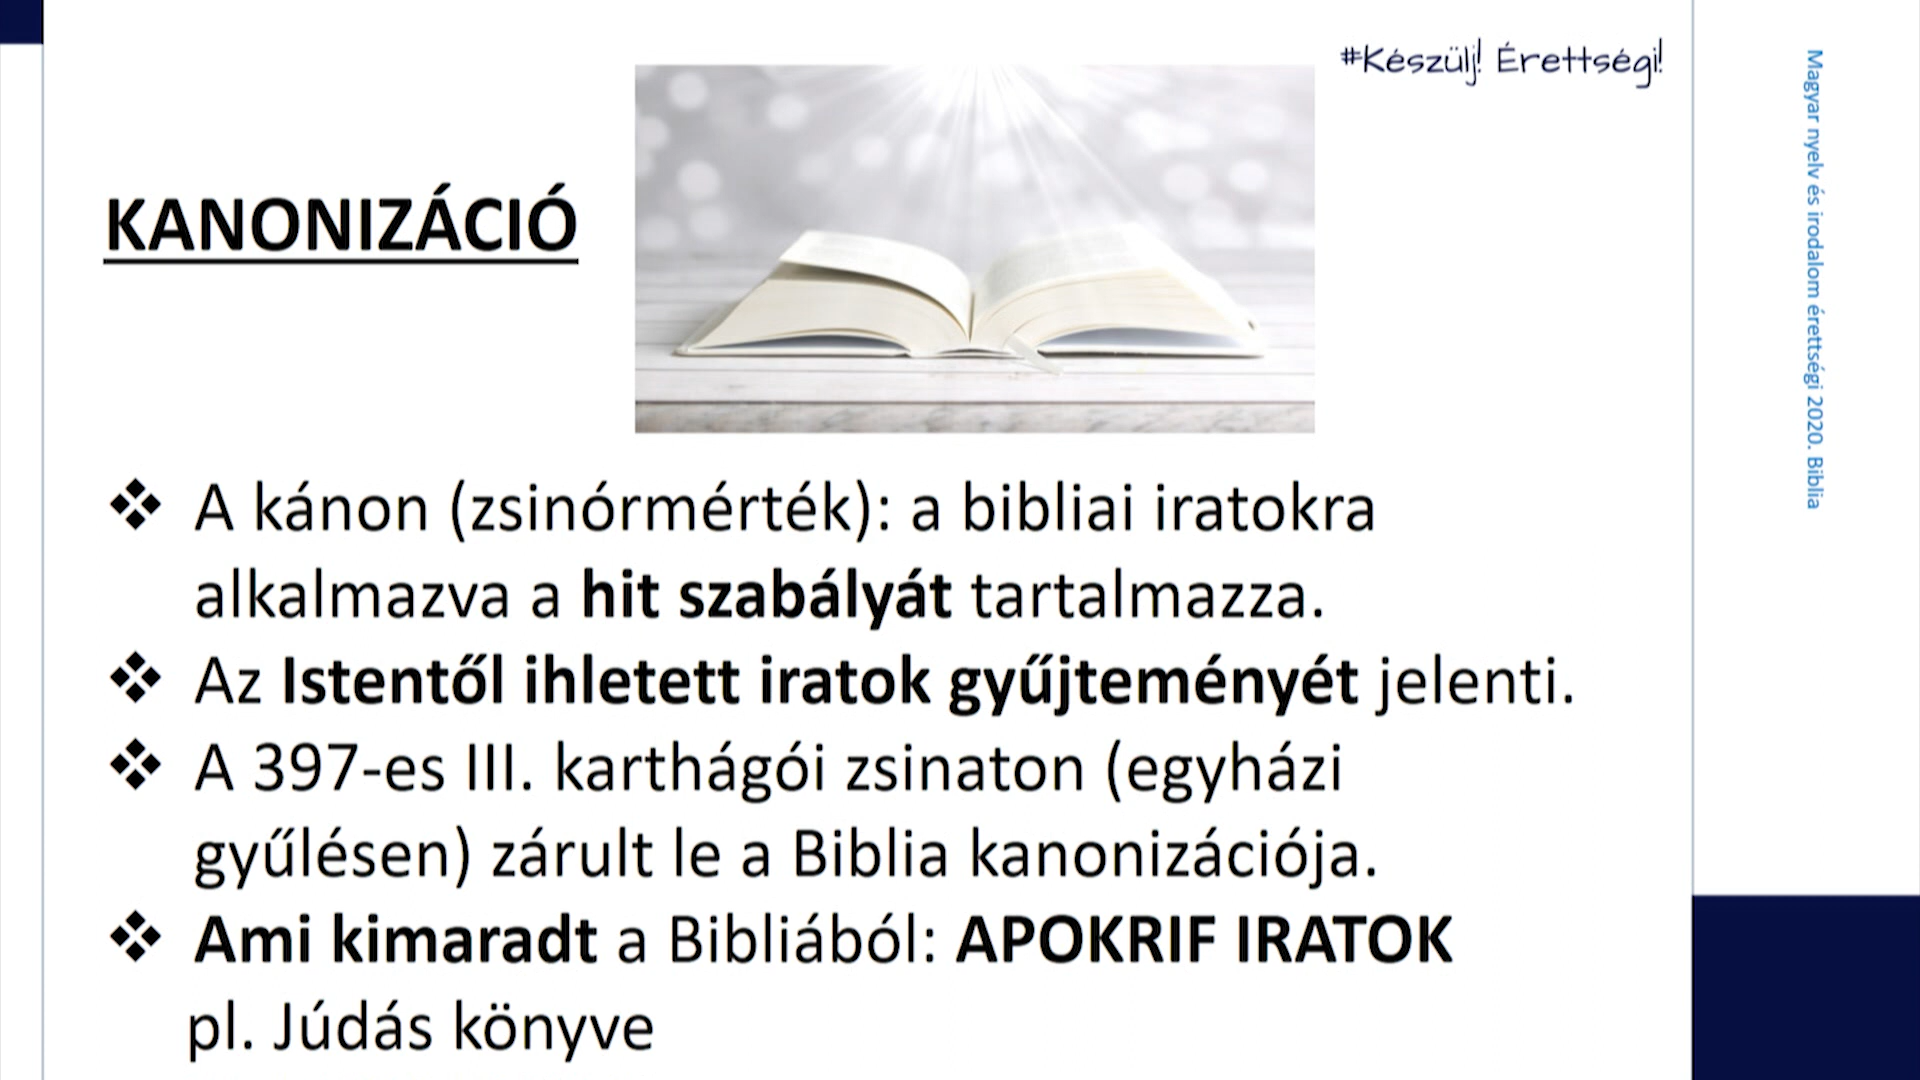 #Készülj! Érettségi!
KANONIZÁCIÓ
A kánon (zsinórmérték): a bibliai iratokra
alkalmazva a hit szabályát tartalmazza.
Az Istentől ihletett iratok gyűjteményét jelenti.
A 397-es III. karthágói zsinaton (egyházi
gyűlésen) zárult le a Biblia kanonizációja.
Ami kimaradt a Bibliából: APOKRIF IRATOK
pl. Júdás könyve
Magyar nyelv és irodalom érettségi 2020. Biblia